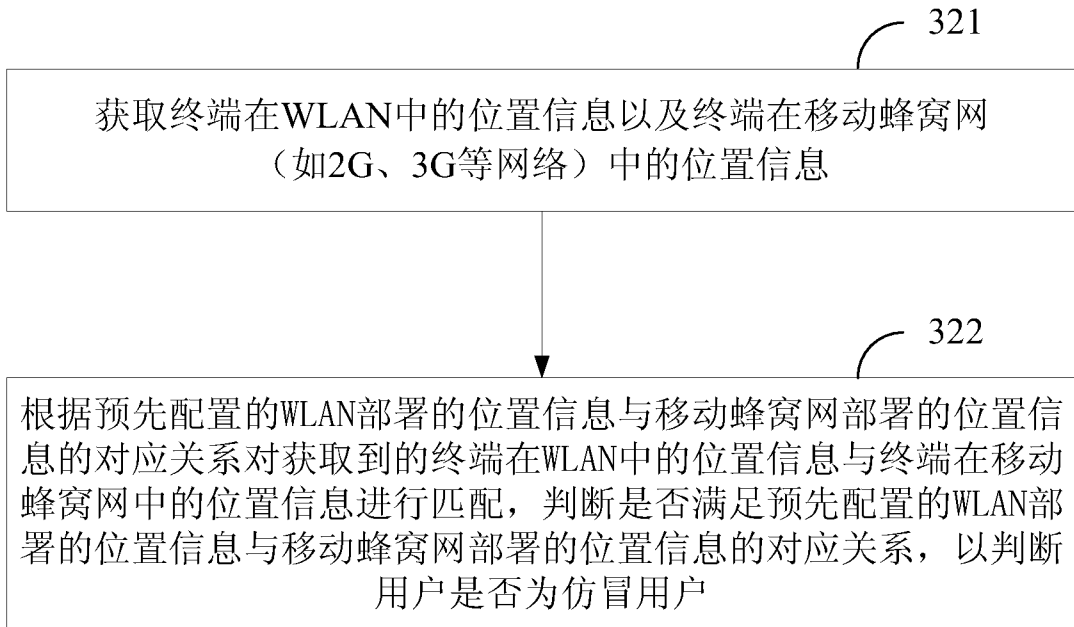 321
获取终端在WLAN中的位置信息以及终端在移动蜂窝网
（如2G、3G等网络）中的位置信息
322
根据预先配置的WLAN部署的位置信息与移动蜂窝网部署的位置信
息的对应关系对获取到的终端在WLAN中的位置信息与终端在移动
蜂窝网中的位置信息进行匹配，判断是否满足预先配置的WLAN部
署的位置信息与移动蜂窝网部署的位置信息的对应关系，以判断
用户是否为仿冒用户